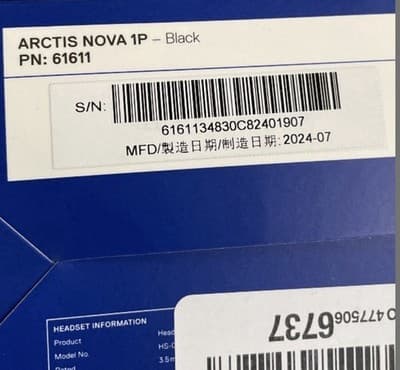 ARCTIS NOVA 1P – Black
PN: 61611
S/N:
6161134830C82401907
MFD/製造日期/制造日期: 2024-07
O 4775066737
HEADSET INFORMATION
Product
Model No.
3.5m